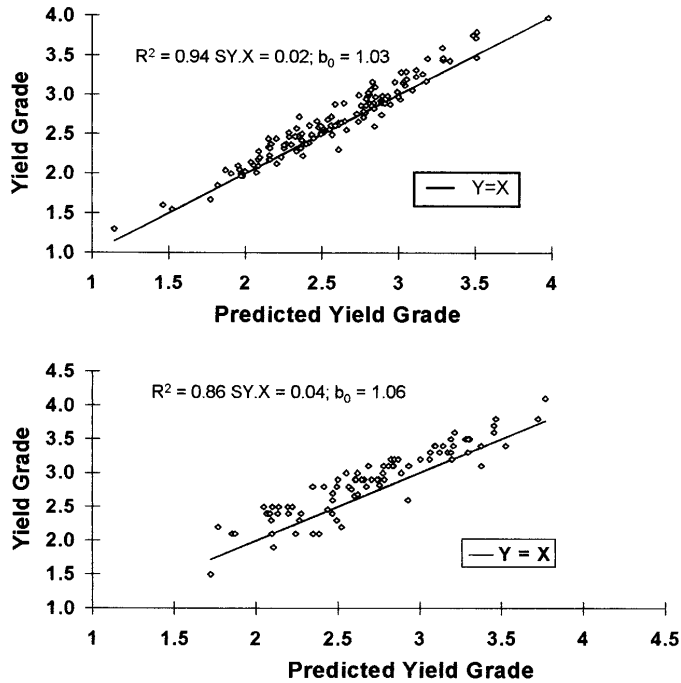 4.0
R² = 0.94 SY.X = 0.02; b₀ = 1.03
3.5
3.0
2.5
2.0
1.5
1.0
Yield Grade
Y=X
1 1.5 2 2.5 3 3.5 4
Predicted Yield Grade
4.5
R² = 0.86 SY.X = 0.04; b₀ = 1.06
4.0
3.5
3.0
2.5
2.0
1.5
1.0
Yield Grade
Y = X
1 1.5 2 2.5 3 3.5 4 4.5
Predicted Yield Grade